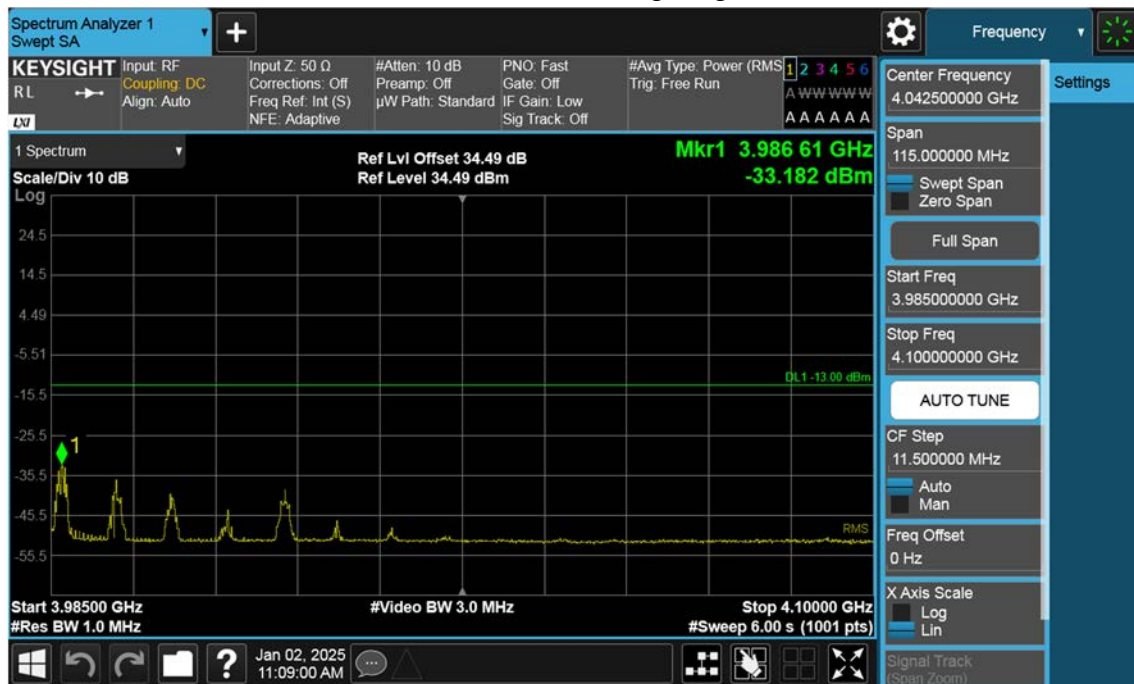 Spectrum Analyzer 1
Swept SA
+
Frequency
KEYSIGHT
RL
LXI
Input: RF
Coupling: DC
Align: Auto
Input Z: 50 Ω
Corrections: Off
Freq Ref: Int (S)
NFE: Adaptive
#Atten: 10 dB
Preamp: Off
µW Path: Standard
PNO: Fast
Gate: Off
IF Gain: Low
Sig Track: Off
#Avg Type: Power (RMS
Trig: Free Run
1 2 3 4 5 6
A W W W W W
A A A A A A
1 Spectrum
Scale/Div 10 dB
Ref Lvl Offset 34.49 dB
Ref Level 34.49 dBm
Mkr1 3.986 61 GHz
-33.182 dBm
Log
24.5
14.5
4.49
-5.51
-15.5
-25.5
-35.5
-45.5
-55.5
DL1 -13.00 dBm
1
RMS
Start 3.98500 GHz
#Res BW 1.0 MHz
#Video BW 3.0 MHz
Stop 4.10000 GHz
#Sweep 6.00 s (1001 pts)
Center Frequency
4.042500000 GHz
Span
115.000000 MHz
Swept Span
Zero Span
Full Span
Start Freq
3.985000000 GHz
Stop Freq
4.100000000 GHz
AUTO TUNE
CF Step
11.500000 MHz
Auto
Man
Freq Offset
0 Hz
X Axis Scale
Log
Lin
Signal Track
(Span Zoom)
Settings
?
Jan 02, 2025
11:09:00 AM